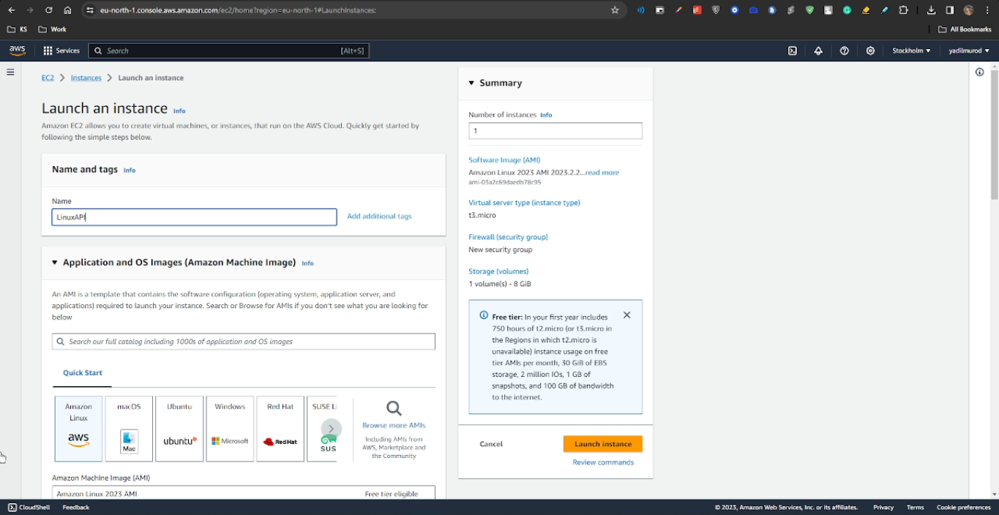 eu-north-1.console.aws.amazon.com/ec2/home?region=eu-north-1#LaunchInstances:
KS
Work
All Bookmarks
aws
Services
Search
[Alt+S]
Stockholm
yadilmurod
EC2 > Instances > Launch an instance
Launch an instance Info
Amazon EC2 allows you to create virtual machines, or instances, that run on the AWS Cloud. Quickly get started by
following the simple steps below.
Name and tags Info
Name
LinuxAPI
Add additional tags
Application and OS Images (Amazon Machine Image) Info
An AMI is a template that contains the software configuration (operating system, application server, and
applications) required to launch your instance. Search or Browse for AMIs if you don't see what you are looking for
below
Search our full catalog including 1000s of application and OS images
Quick Start
Amazon
Linux
aws
macOS
Mac
Ubuntu
ubuntu
Windows
Microsoft
Red Hat
RedHat
SUSE Li
SUS
Browse more AMIs
Including AMIs from
AWS, Marketplace and
the Community
Amazon Machine Image (AMI)
Amazon Linux 2023 AMI
Free tier eligible
Summary
Number of instances Info
1
Software Image (AMI)
Amazon Linux 2023 AMI 2023.2.2...read more
ami-03a2c69daedb78c95
Virtual server type (instance type)
t3.micro
Firewall (security group)
New security group
Storage (volumes)
1 volume(s) - 8 GiB
Free tier: In your first year includes
750 hours of t2.micro (or t3.micro in
the Regions in which t2.micro is
unavailable) instance usage on free
tier AMIs per month, 30 GiB of EBS
storage, 2 million IOs, 1 GB of
snapshots, and 100 GB of bandwidth
to the internet.
Cancel
Launch instance
Review commands
CloudShell
Feedback
© 2023, Amazon Web Services, Inc. or its affiliates.
Privacy
Terms
Cookie preferences